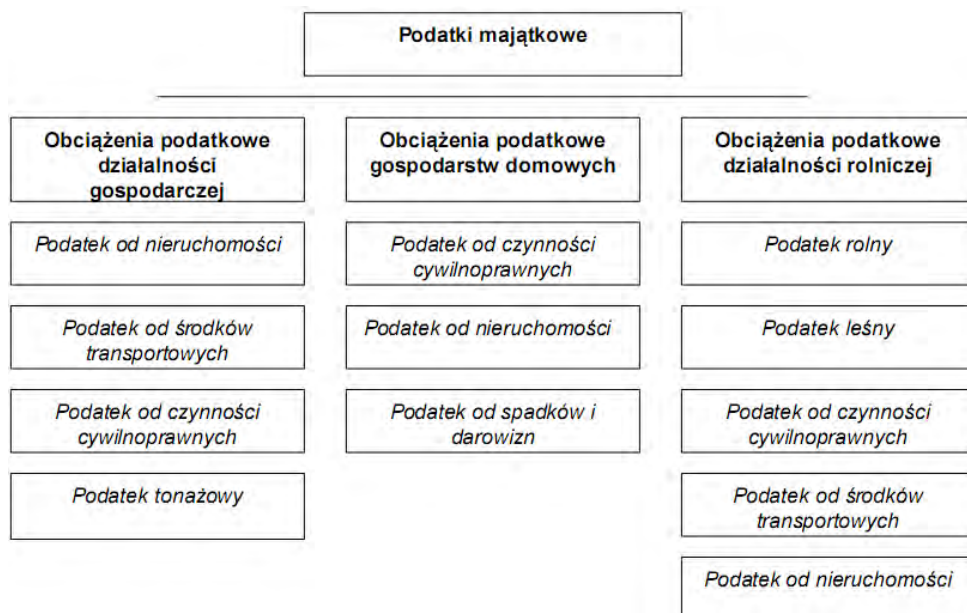 Podatki majątkowe
Obciążenia podatkowe
działalności
gospodarczej
Podatek od nieruchomości
Podatek od środków
transportowych
Podatek od czynności
cywilnoprawnych
Podatek tonażowy
Obciążenia podatkowe
gospodarstw domowych
Podatek od czynności
cywilnoprawnych
Podatek od nieruchomości
Podatek od spadków i
darowizn
Obciążenia podatkowe
działalności rolniczej
Podatek rolny
Podatek leśny
Podatek od czynności
cywilnoprawnych
Podatek od środków
transportowych
Podatek od nieruchomości